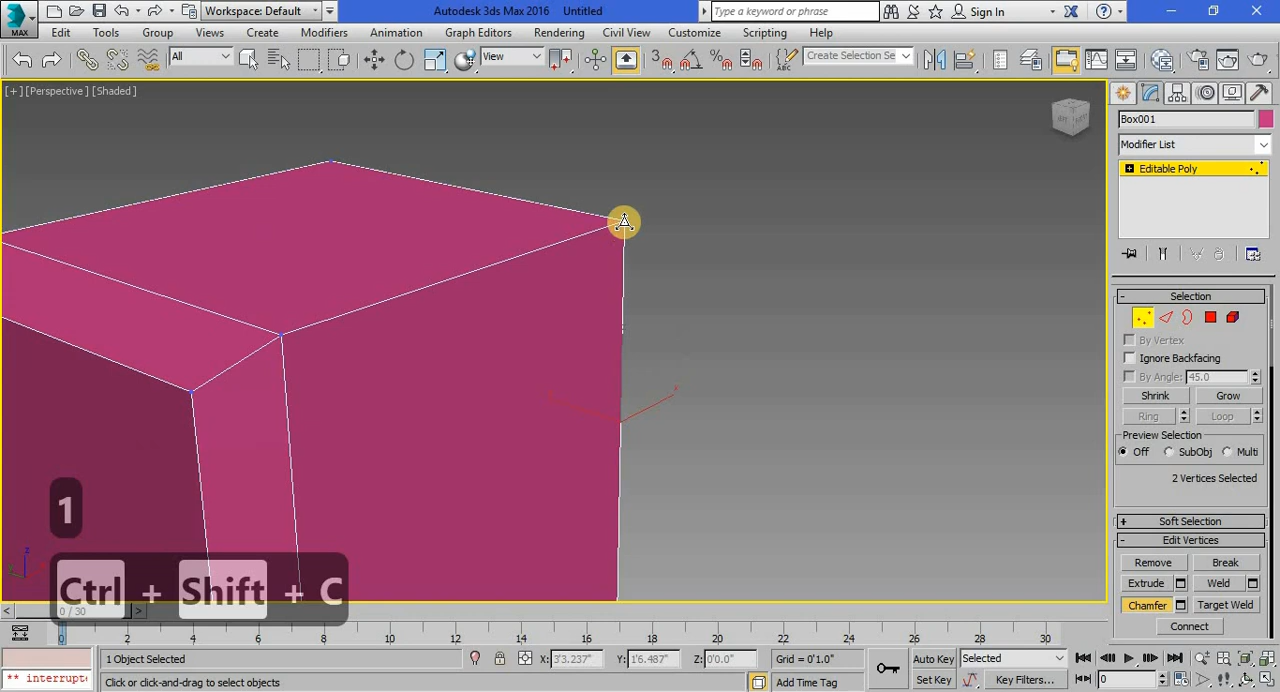 Workspace: Default
Autodesk 3ds Max 2016 Untitled
Type a keyword or phrase
Sign In
MAX
Edit Tools Group Views Create Modifiers Animation Graph Editors Rendering Civil View Customize Scripting Help
All
View
3
Create Selection Se
[+] [Perspective] [Shaded]
Box001
Modifier List
Editable Poly
Selection
By Vertex
Ignore Backfacing
By Angle: 45.0
Shrink Grow
Ring Loop
Preview Selection
Off SubObj Multi
2 Vertices Selected
Soft Selection
Edit Vertices
Remove Break
Extrude Weld
Chamfer Target Weld
Connect
1
Ctrl + Shift + C
0 / 30
0 2 4 6 8 10 12 14 16 18 20 22 24 26 28 30
1 Object Selected
X: 3'3.237" Y: 1'6.487" Z: 0'0.0" Grid = 0'1.0"
Auto Key Selected
** interrupt
Click or click-and-drag to select objects
Add Time Tag
Set Key Key Filters... 0